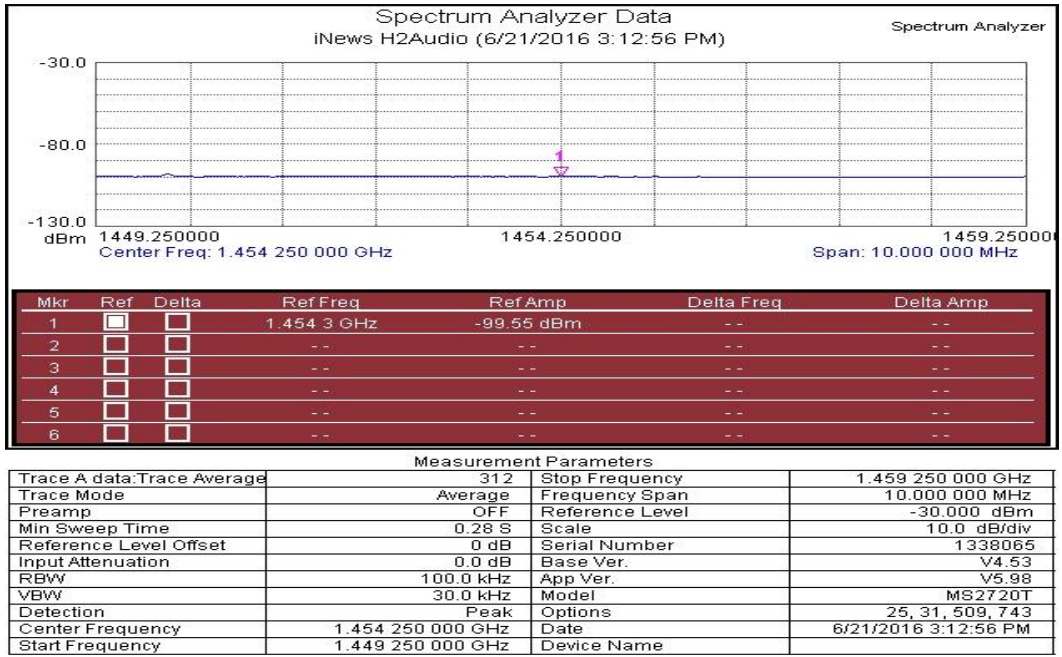 Spectrum Analyzer Data
Spectrum Analyzer
iNews H2Audio (6/21/2016 3:12:56 PM)
-30.0
-80.0
1
-130.0
dBm 1449.250000 1454.250000 1459.25000
Center Freq: 1.454 250 000 GHz Span: 10.000 000 MHz
Mkr Ref Delta Ref Freq Ref Amp Delta Freq Delta Amp
1 1.454 3 GHz -99.55 dBm - - - -
2 - - - - - - - -
3 - - - - - - - -
4 - - - - - - - -
5 - - - - - - - -
6 - - - - - - - -
Measurement Parameters
Trace A data:Trace Average 312 Stop Frequency 1.459 250 000 GHz
Trace Mode Average Frequency Span 10.000 000 MHz
Preamp OFF Reference Level -30.000 dBm
Min Sweep Time 0.28 S Scale 10.0 dB/div
Reference Level Offset 0 dB Serial Number 1338065
Input Attenuation 0.0 dB Base Ver. V4.53
RBW 100.0 kHz App Ver. V5.98
VBW 30.0 kHz Model MS2720T
Detection Peak Options 25, 31, 509, 743
Center Frequency 1.454 250 000 GHz Date 6/21/2016 3:12:56 PM
Start Frequency 1.449 250 000 GHz Device Name